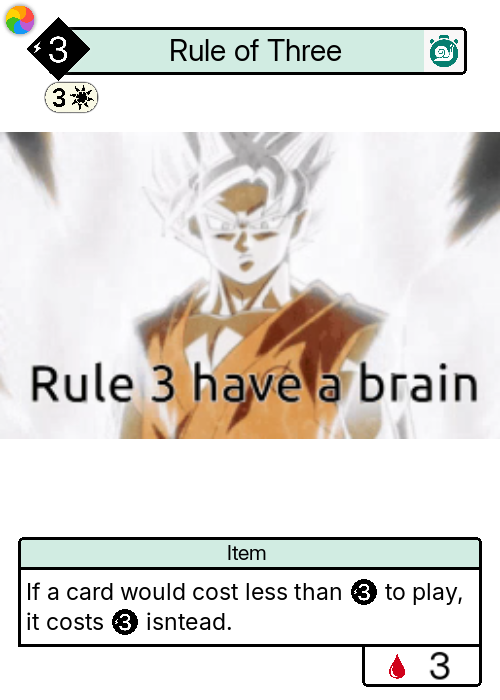 3 Rule of Three
3
Rule 3 have a brain
Item
If a card would cost less than 3 to play,
it costs 3 isntead.
3